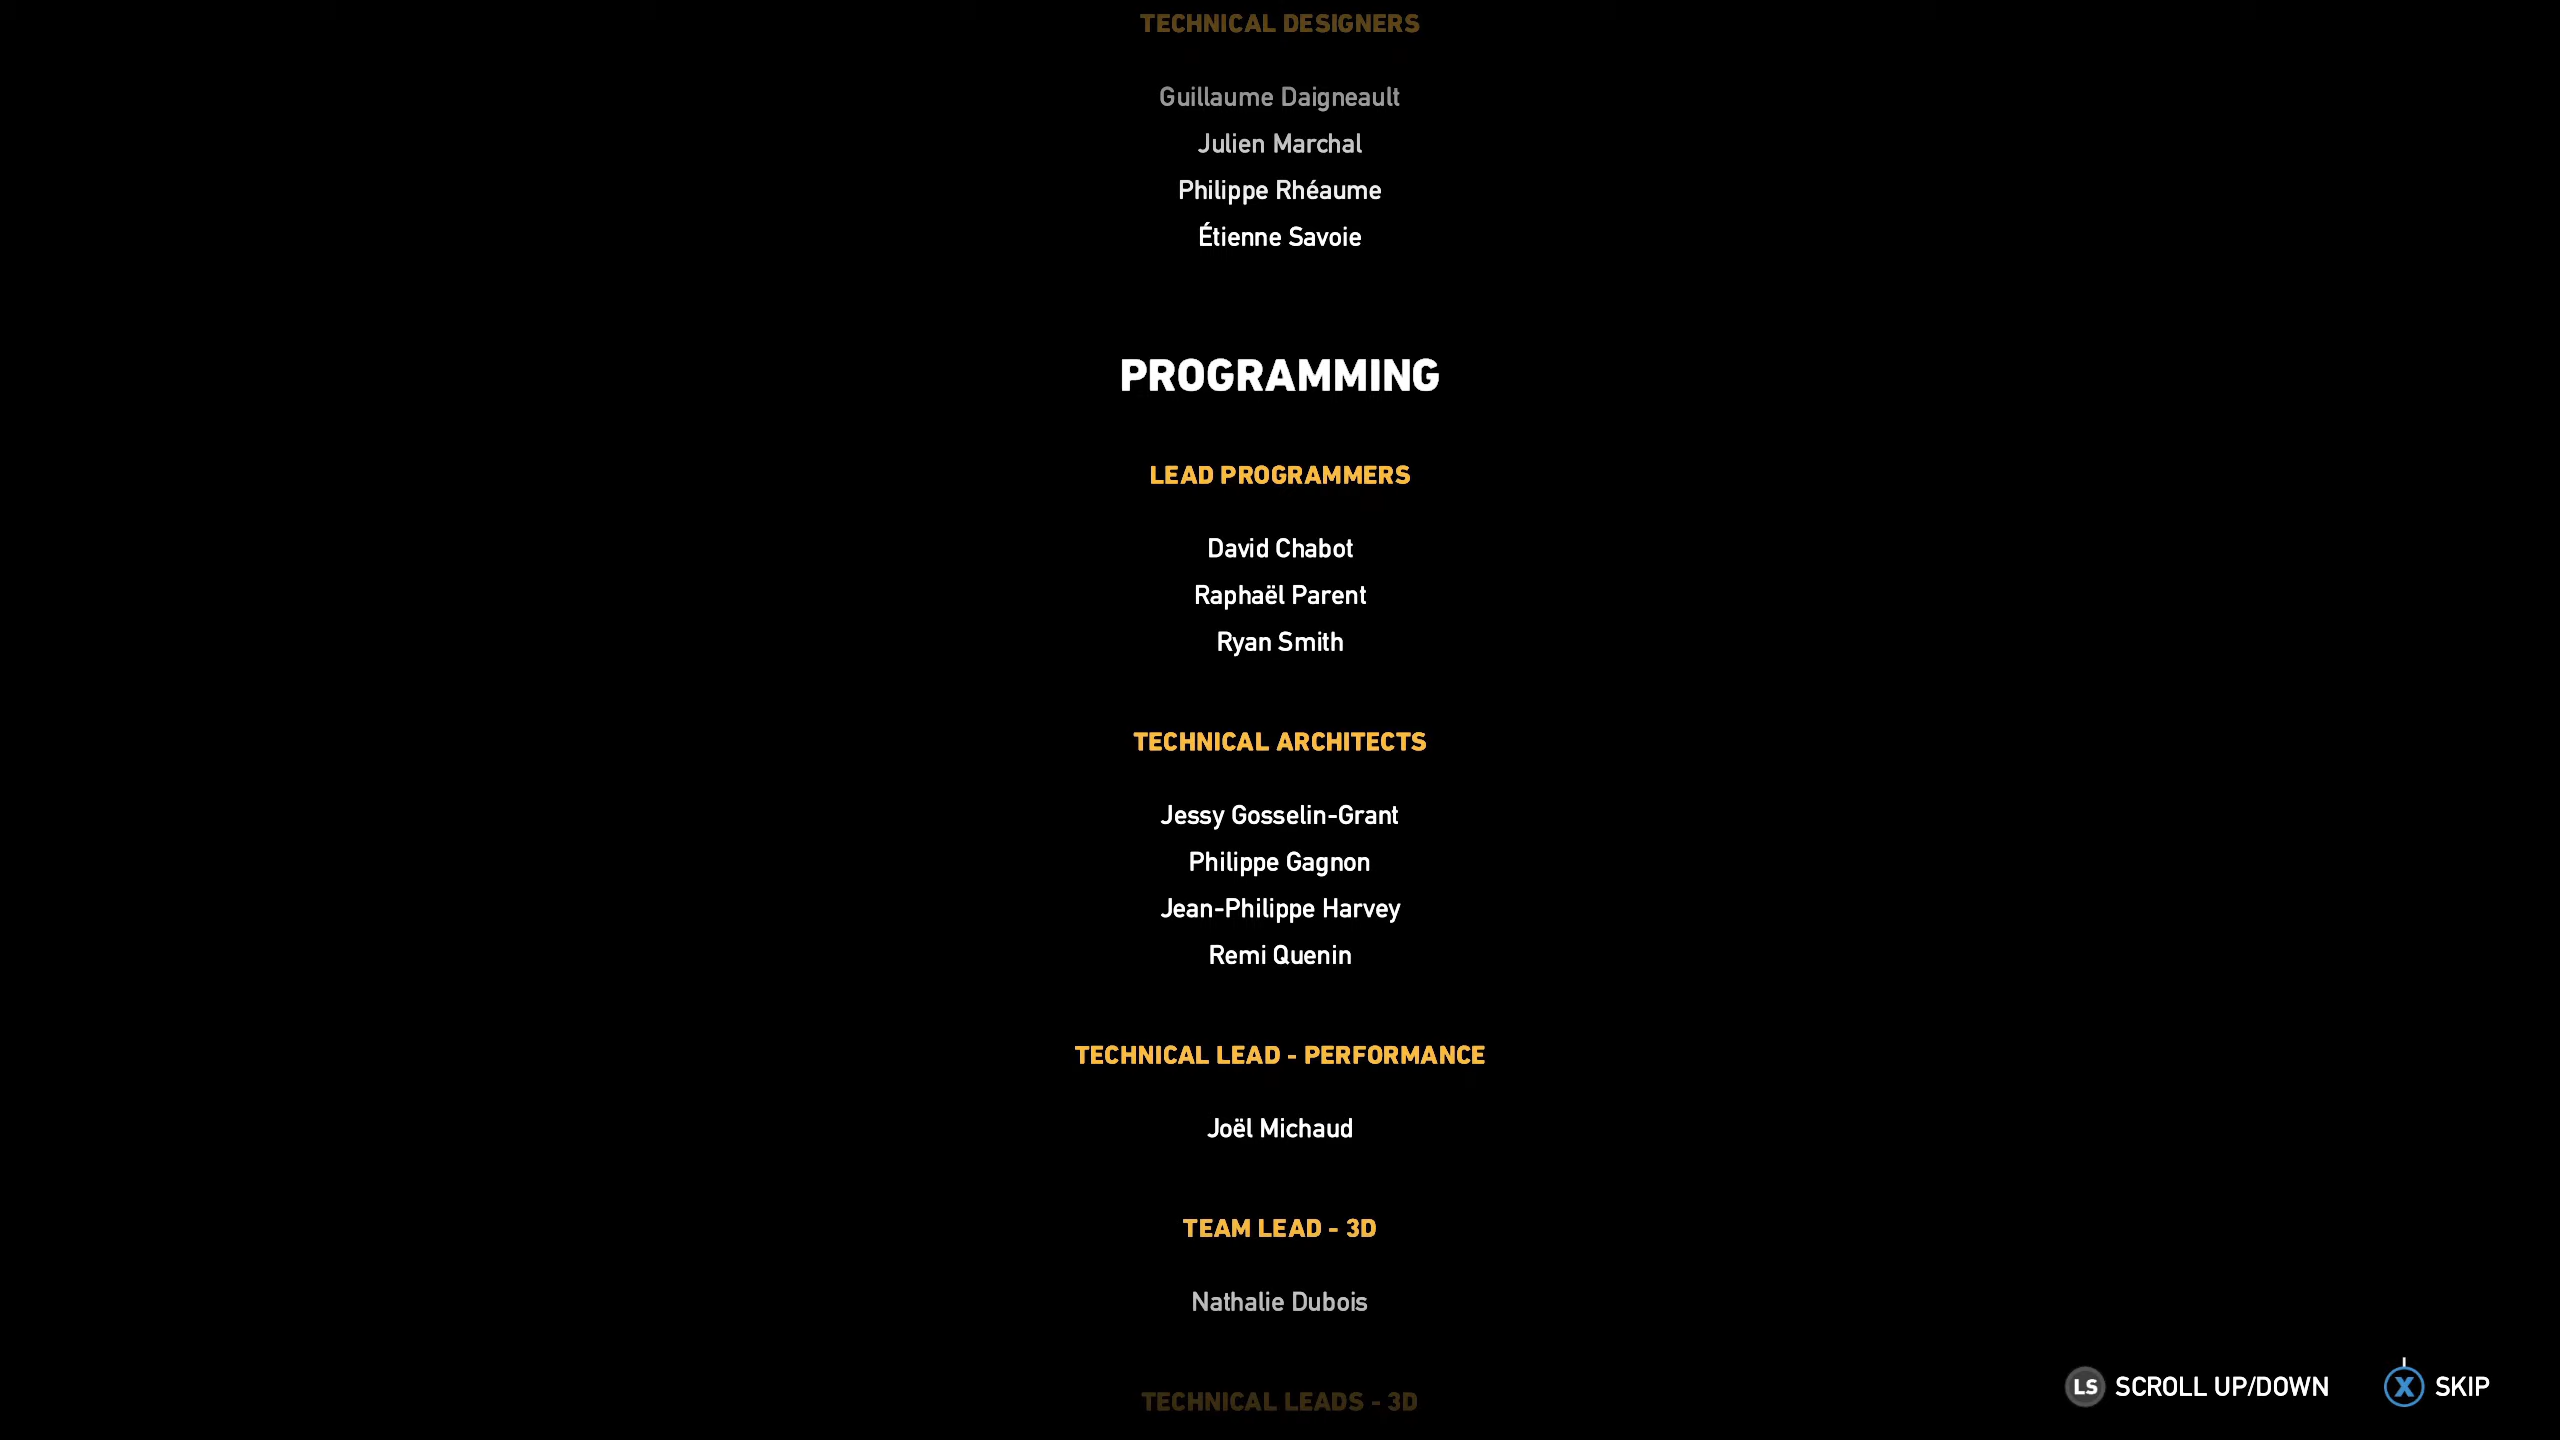 TECHNICAL DESIGNERS
Guillaume Daigneault
Julien Marchal
Philippe Rhéaume
Étienne Savoie
PROGRAMMING
LEAD PROGRAMMERS
David Chabot
Raphaël Parent
Ryan Smith
TECHNICAL ARCHITECTS
Jessy Gosselin-Grant
Philippe Gagnon
Jean-Philippe Harvey
Remi Quenin
TECHNICAL LEAD - PERFORMANCE
Joël Michaud
TEAM LEAD - 3D
Nathalie Dubois
TECHNICAL LEADS - 3D
LS SCROLL UP/DOWN X SKIP